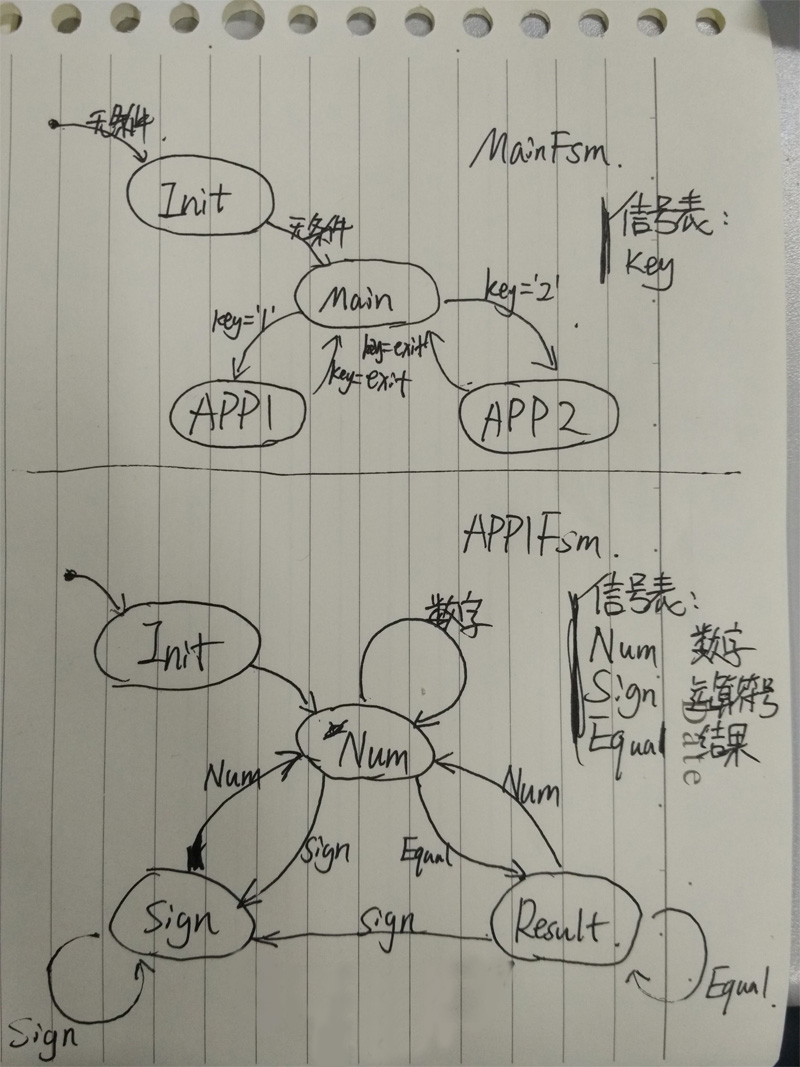 无条件
MainFsm.
Init
信号表:
key
无条件
Main
key='1'
key='2'
key=exit
key=exit
APP1
APP2
APP1Fsm.
信号表:
Num 数字
Sign 运算符号
Equal 结果
Date
数字
Init
Num
Num
Num
Sign
Equal
Sign
Sign
Result.
Sign
Equal.